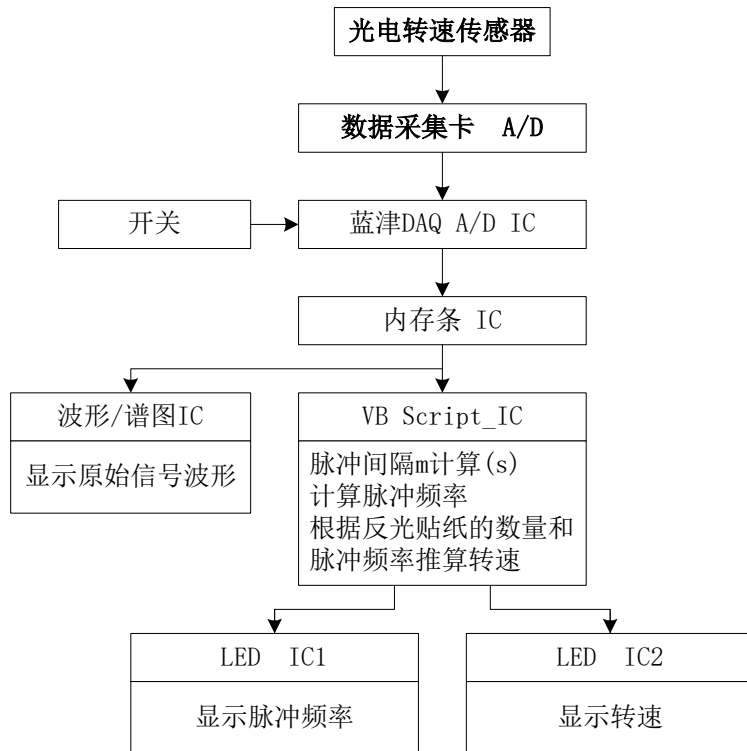 光电转速传感器
数据采集卡 A/D
开关
蓝津DAQ A/D IC
内存条 IC
波形/谱图IC
显示原始信号波形
VB Script_IC
脉冲间隔m计算(s)
计算脉冲频率
根据反光贴纸的数量和
脉冲频率推算转速
LED IC1
显示脉冲频率
LED IC2
显示转速